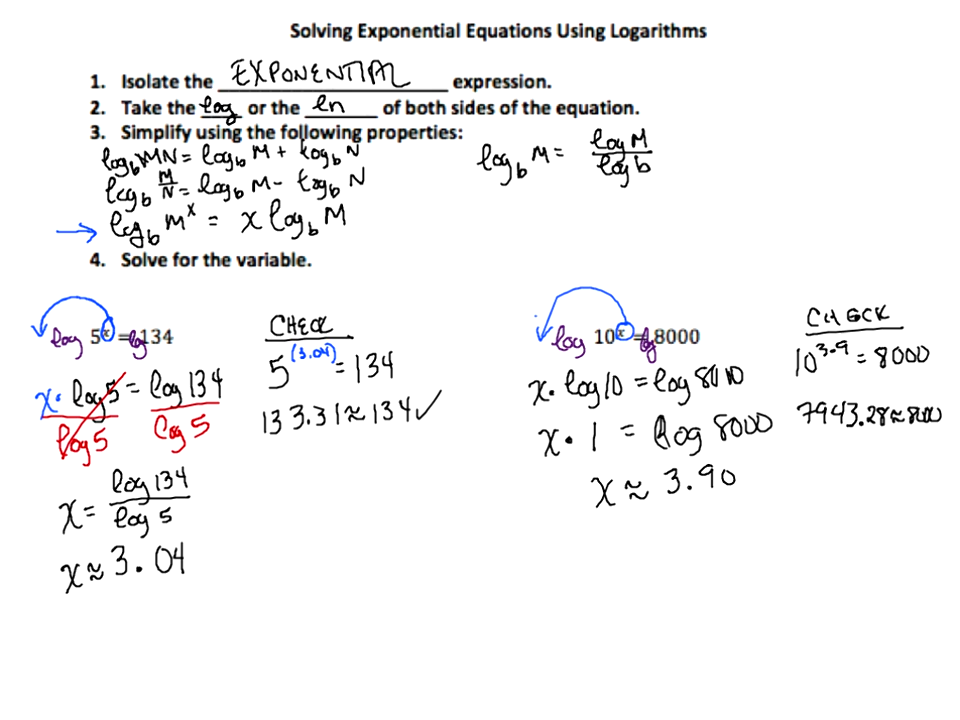 Solving Exponential Equations Using Logarithms
1. Isolate the EXPONENTIAL expression.
2. Take the log or the ln of both sides of the equation.
3. Simplify using the following properties:
log_b MN = log_b M + log_b N
log_b M/N = log_b M - log_b N
→ log_b M^x = x log_b M
log_b M = log M / log b
4. Solve for the variable.
log 5^x = log 134
x · log 5 = log 134
log 5 log 5
x = log 134 / log 5
x ≈ 3.04
CHECK
5^(3.04) = 134
133.31 ≈ 134 ✓
log 10^x = log 8000
x · log 10 = log 8000
x · 1 = log 8000
x ≈ 3.90
CHECK
10^3.9 = 8000
7943.28 ≈ 8000